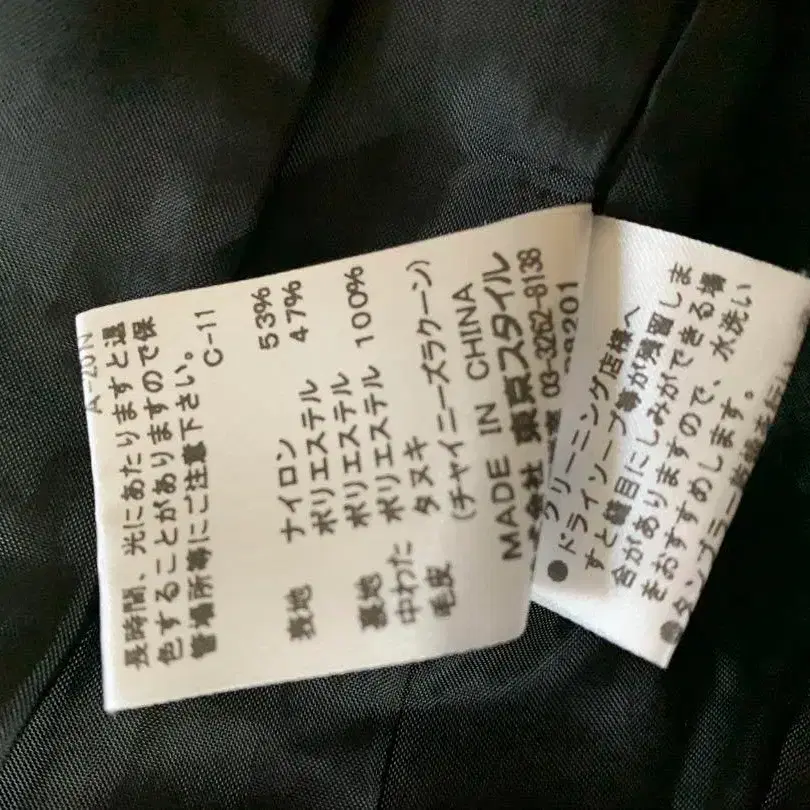 長時間、光にあたりますと退
色することがありますので保
管場所等にご注意下さい。
C-11
表地 ナイロン 53%
ポリエステル 47%
裏地 ポリエステル
中わた ポリエステル 100%
毛皮 タヌキ
(チャイニーズラクーン)
MADE IN CHINA
東京スタイル
03-3262-8138
クリーニング店様へ
●ドライソープ等が残留しま
すと縫目にしみができる場
合がありますので、水洗い
をおすすめします。